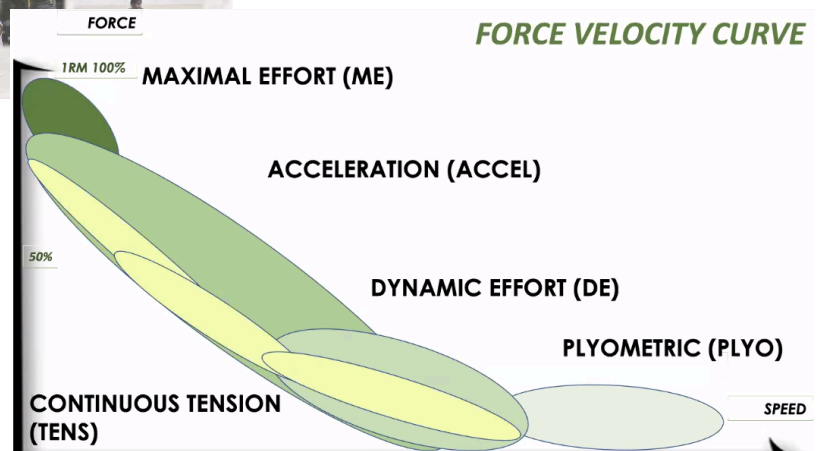 FORCE
FORCE VELOCITY CURVE
1RM 100%
MAXIMAL EFFORT (ME)
ACCELERATION (ACCEL)
50%
DYNAMIC EFFORT (DE)
PLYOMETRIC (PLYO)
CONTINUOUS TENSION
(TENS)
SPEED